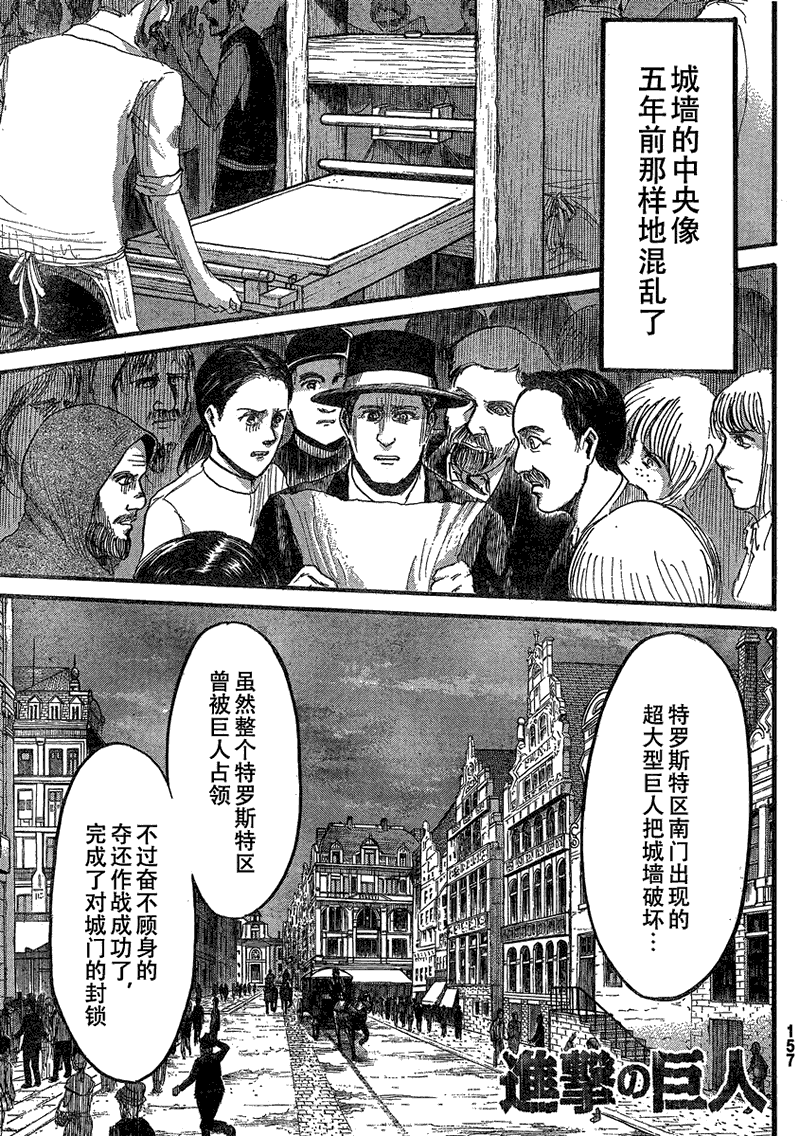 城墙的中央像
五年前那样地混乱了
特罗斯特区南门出现的
超大型巨人把城墙破坏…
虽然整个特罗斯特区
曾被巨人占领
不过奋不顾身的
夺还作战成功了,
完成了对城门的封锁
進撃の巨人
157